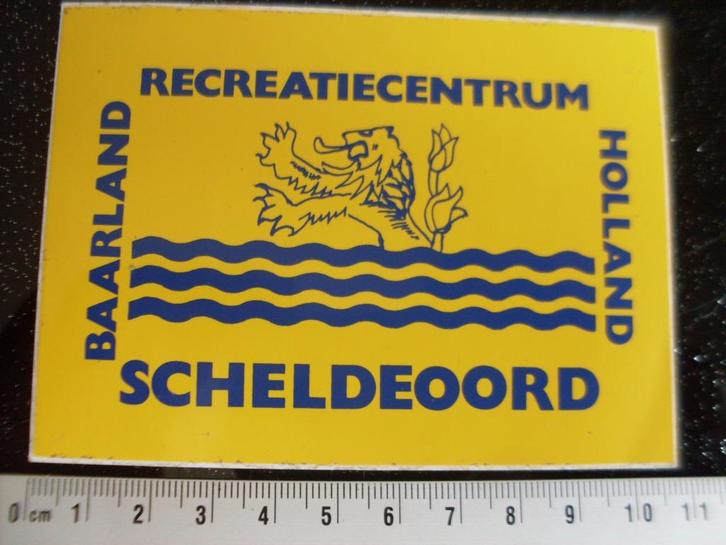 RECREATIECENTRUM
BAARLAND
HOLLAND
SCHELDEOORD
0 cm 1 2 3 4 5 6 7 8 9 10 11